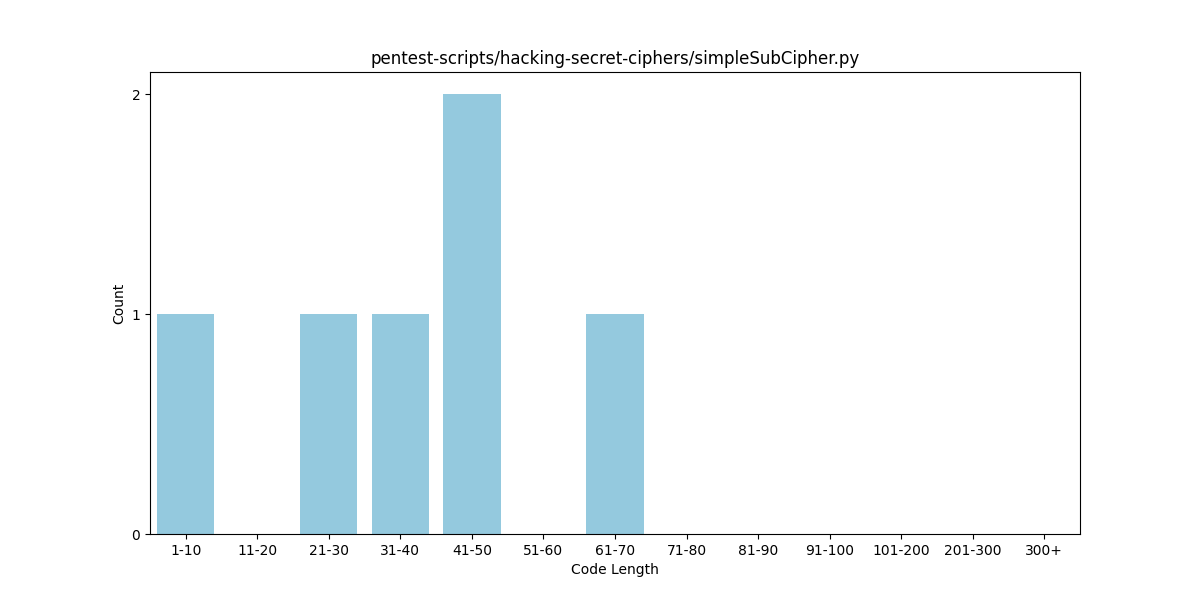 pentest-scripts/hacking-secret-ciphers/simpleSubCipher.py
2
1
0
Count
1-10 11-20 21-30 31-40 41-50 51-60 61-70 71-80 81-90 91-100 101-200 201-300 300+
Code Length